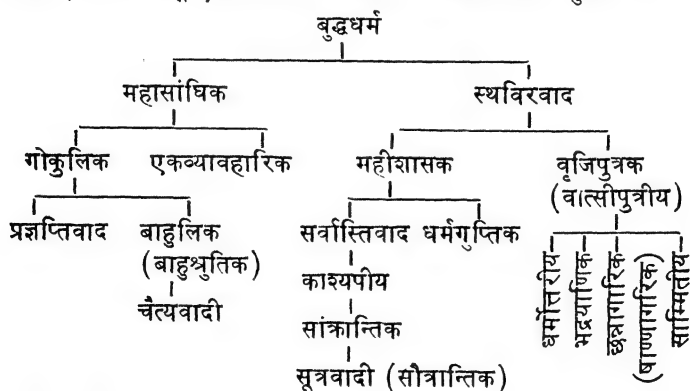 बुद्धधर्म
महासांघिक स्थविरवाद
गोकुलिक एकव्यावहारिक महीशासक वृजिपुत्रक
(वात्सीपुत्रीय)
प्रज्ञप्तिवाद बाहुलिक सर्वास्तिवाद धर्मगुप्तिक
(बाहुश्रुतिक) काश्यपीय
चैत्यवादी सांक्रान्तिक
सूत्रवादी (सौत्रान्तिक)
धर्मोत्तरीय
भद्रयाणिक
छन्नागारिक
(षाण्णागरिक)
साम्मितीय